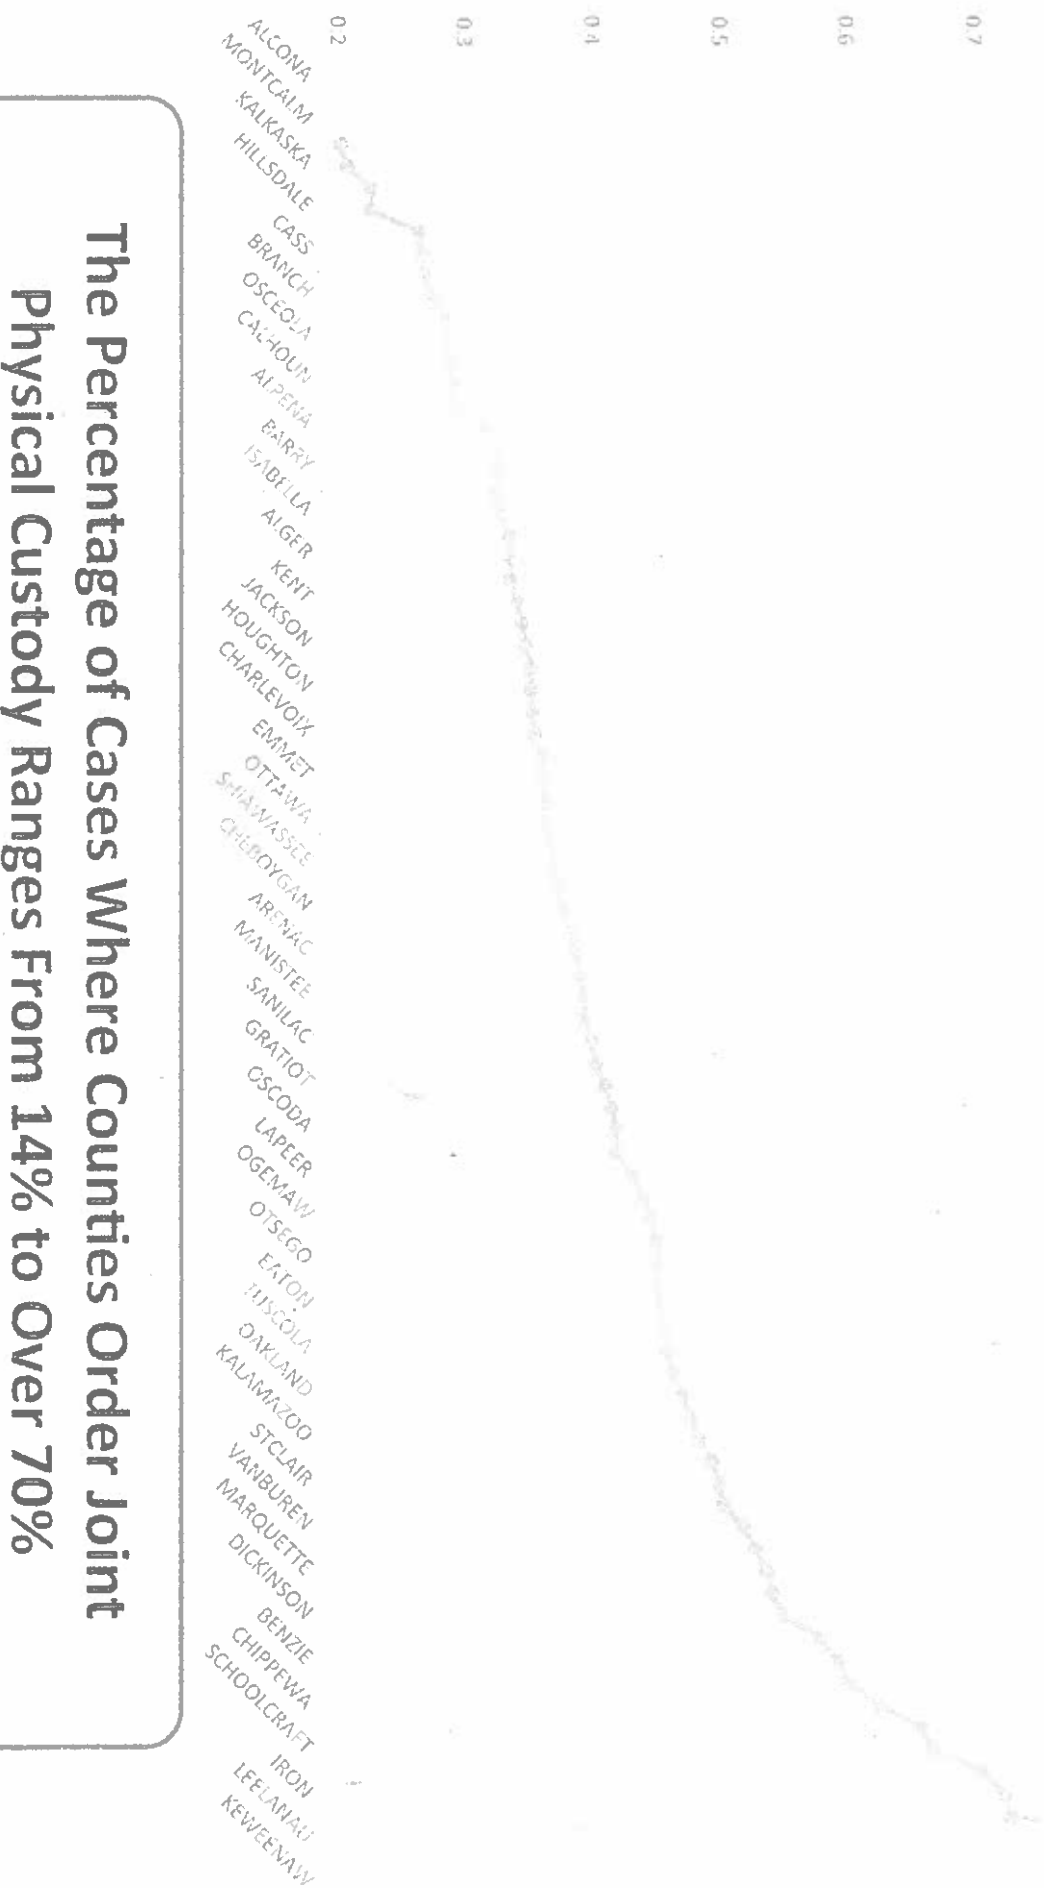 0.7
0.6
0.5
0.4
0.3
0.2
ALCONA
MONTCALM
KALKASKA
HILLSDALE
CASS
BRANCH
OSCEOLA
CALHOUN
ALPENA
BARRY
ISABELLA
ALGER
KENT
JACKSON
HOUGHTON
CHARLEVOIX
EMMET
OTTAWA
SHIAWASSEE
CHEBOYGAN
ARENAC
MANISTEE
SANILAC
GRATIOT
OSCODA
LAPEER
OGEMAW
OTSEGO
EATON
TUSCOLA
OAKLAND
KALAMAZOO
STCLAIR
VANBUREN
MARQUETTE
DICKINSON
BENZIE
CHIPPEWA
SCHOOLCRAFT
IRON
LEELANAU
KEWEENAW
The Percentage of Cases Where Counties Order Joint
Physical Custody Ranges From 14% to Over 70%